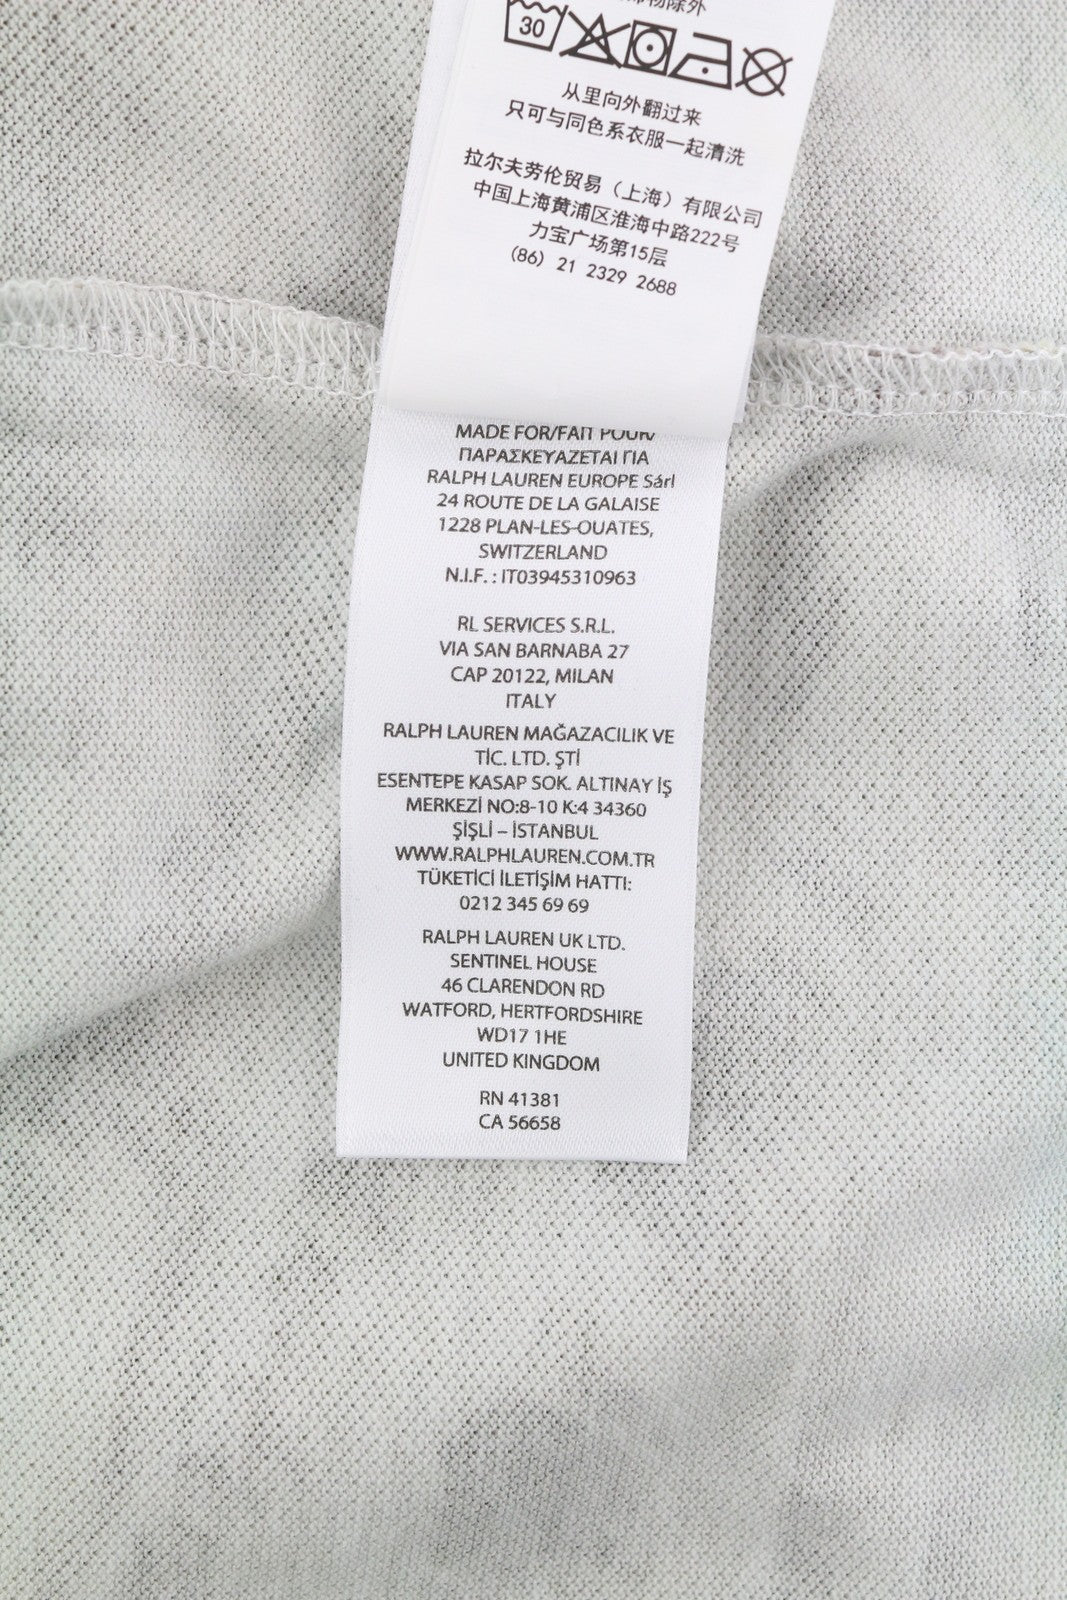 30
从里向外翻过来
只可与同色系衣服一起清洗
拉尔夫劳伦贸易（上海）有限公司
中国上海黄浦区淮海中路222号
力宝广场第15层
(86) 21 2329 2688
MADE FOR/FAIT POUR/
ΠΑΡΑΣΚΕΥΑΖΕΤΑΙ ΓΙΑ
RALPH LAUREN EUROPE Sárl
24 ROUTE DE LA GALAISE
1228 PLAN-LES-OUATES,
SWITZERLAND
N.I.F. : IT03945310963
RL SERVICES S.R.L.
VIA SAN BARNABA 27
CAP 20122, MILAN
ITALY
RALPH LAUREN MAĞAZACILIK VE
TİC. LTD. ŞTİ
ESENTEPE KASAP SOK. ALTINAY İŞ
MERKEZİ NO:8-10 K:4 34360
ŞİŞLİ – İSTANBUL
WWW.RALPHLAUREN.COM.TR
TÜKETİCİ İLETİŞİM HATTI:
0212 345 69 69
RALPH LAUREN UK LTD.
SENTINEL HOUSE
46 CLARENDON RD
WATFORD, HERTFORDSHIRE
WD17 1HE
UNITED KINGDOM
RN 41381
CA 56658